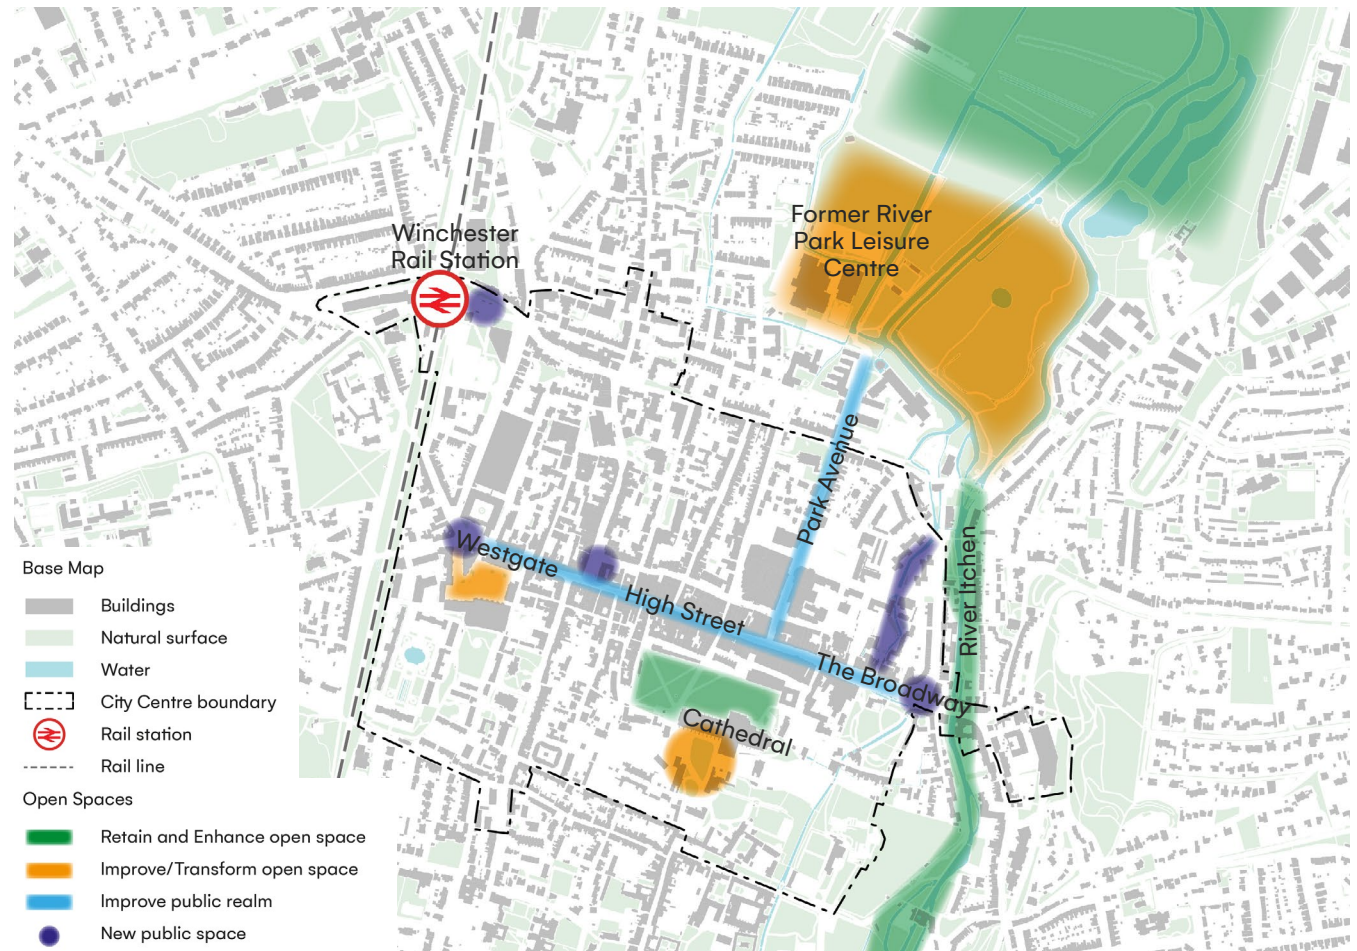 Winchester
Rail Station
Former River
Park Leisure
Centre
Park Avenue
Westgate
High Street
The Broadway
River Itchen
Cathedral
Base Map
Buildings
Natural surface
Water
City Centre boundary
Rail station
Rail line
Open Spaces
Retain and Enhance open space
Improve/Transform open space
Improve public realm
New public space